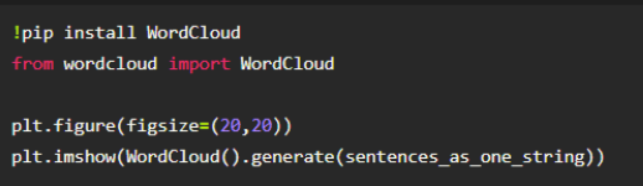 !pip install WordCloud
from wordcloud import WordCloud
plt.figure(figsize=(20,20))
plt.imshow(WordCloud().generate(sentences_as_one_string))